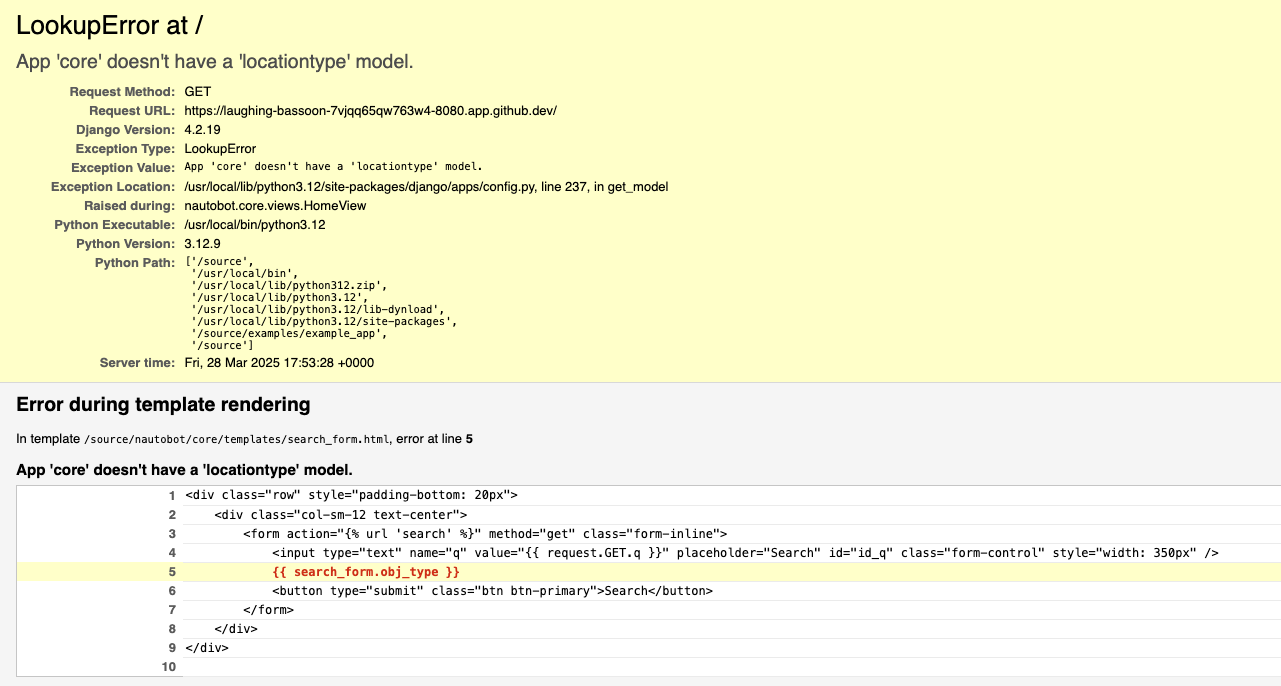 LookupError at /
App 'core' doesn't have a 'locationtype' model.
Request Method: GET
Request URL: https://laughing-bassoon-7vjqq65qw763w4-8080.app.github.dev/
Django Version: 4.2.19
Exception Type: LookupError
Exception Value: App 'core' doesn't have a 'locationtype' model.
Exception Location: /usr/local/lib/python3.12/site-packages/django/apps/config.py, line 237, in get_model
Raised during: nautobot.core.views.HomeView
Python Executable: /usr/local/bin/python3.12
Python Version: 3.12.9
Python Path: ['/source',
'/usr/local/bin',
'/usr/local/lib/python312.zip',
'/usr/local/lib/python3.12',
'/usr/local/lib/python3.12/lib-dynload',
'/usr/local/lib/python3.12/site-packages',
'/source/examples/example_app',
'/source']
Server time: Fri, 28 Mar 2025 17:53:28 +0000
Error during template rendering
In template /source/nautobot/core/templates/search_form.html, error at line 5
App 'core' doesn't have a 'locationtype' model.
1 <div class="row" style="padding-bottom: 20px">
2 <div class="col-sm-12 text-center">
3 <form action="{% url 'search' %}" method="get" class="form-inline">
4 <input type="text" name="q" value="{{ request.GET.q }}" placeholder="Search" id="id_q" class="form-control" style="width: 350px" />
5 {{ search_form.obj_type }}
6 <button type="submit" class="btn btn-primary">Search</button>
7 </form>
8 </div>
9 </div>
10